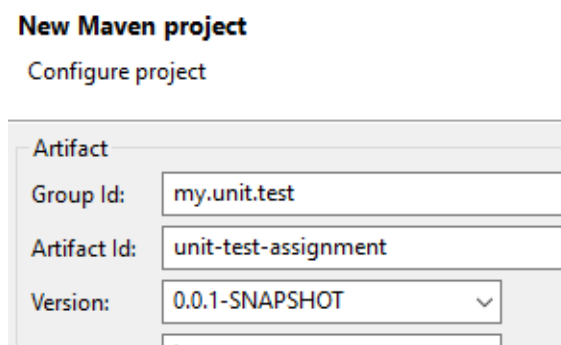 New Maven project
Configure project
Artifact
Group Id: my.unit.test
Artifact Id: unit-test-assignment
Version: 0.0.1-SNAPSHOT